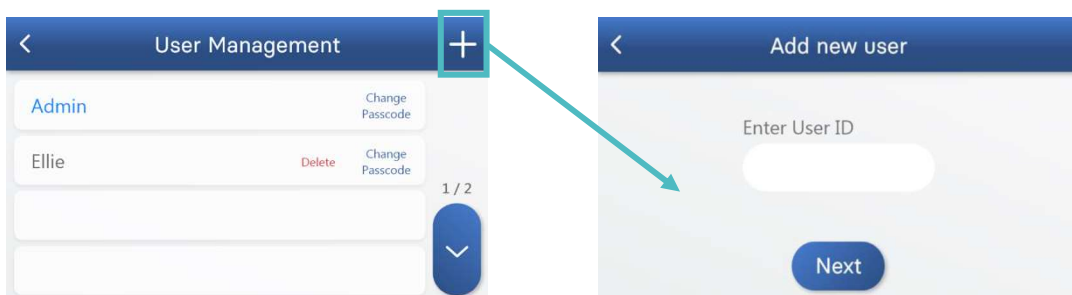 User Management
Admin
Change
Passcode
Ellie
Delete
Change
Passcode
1 / 2
Add new user
Enter User ID
Next